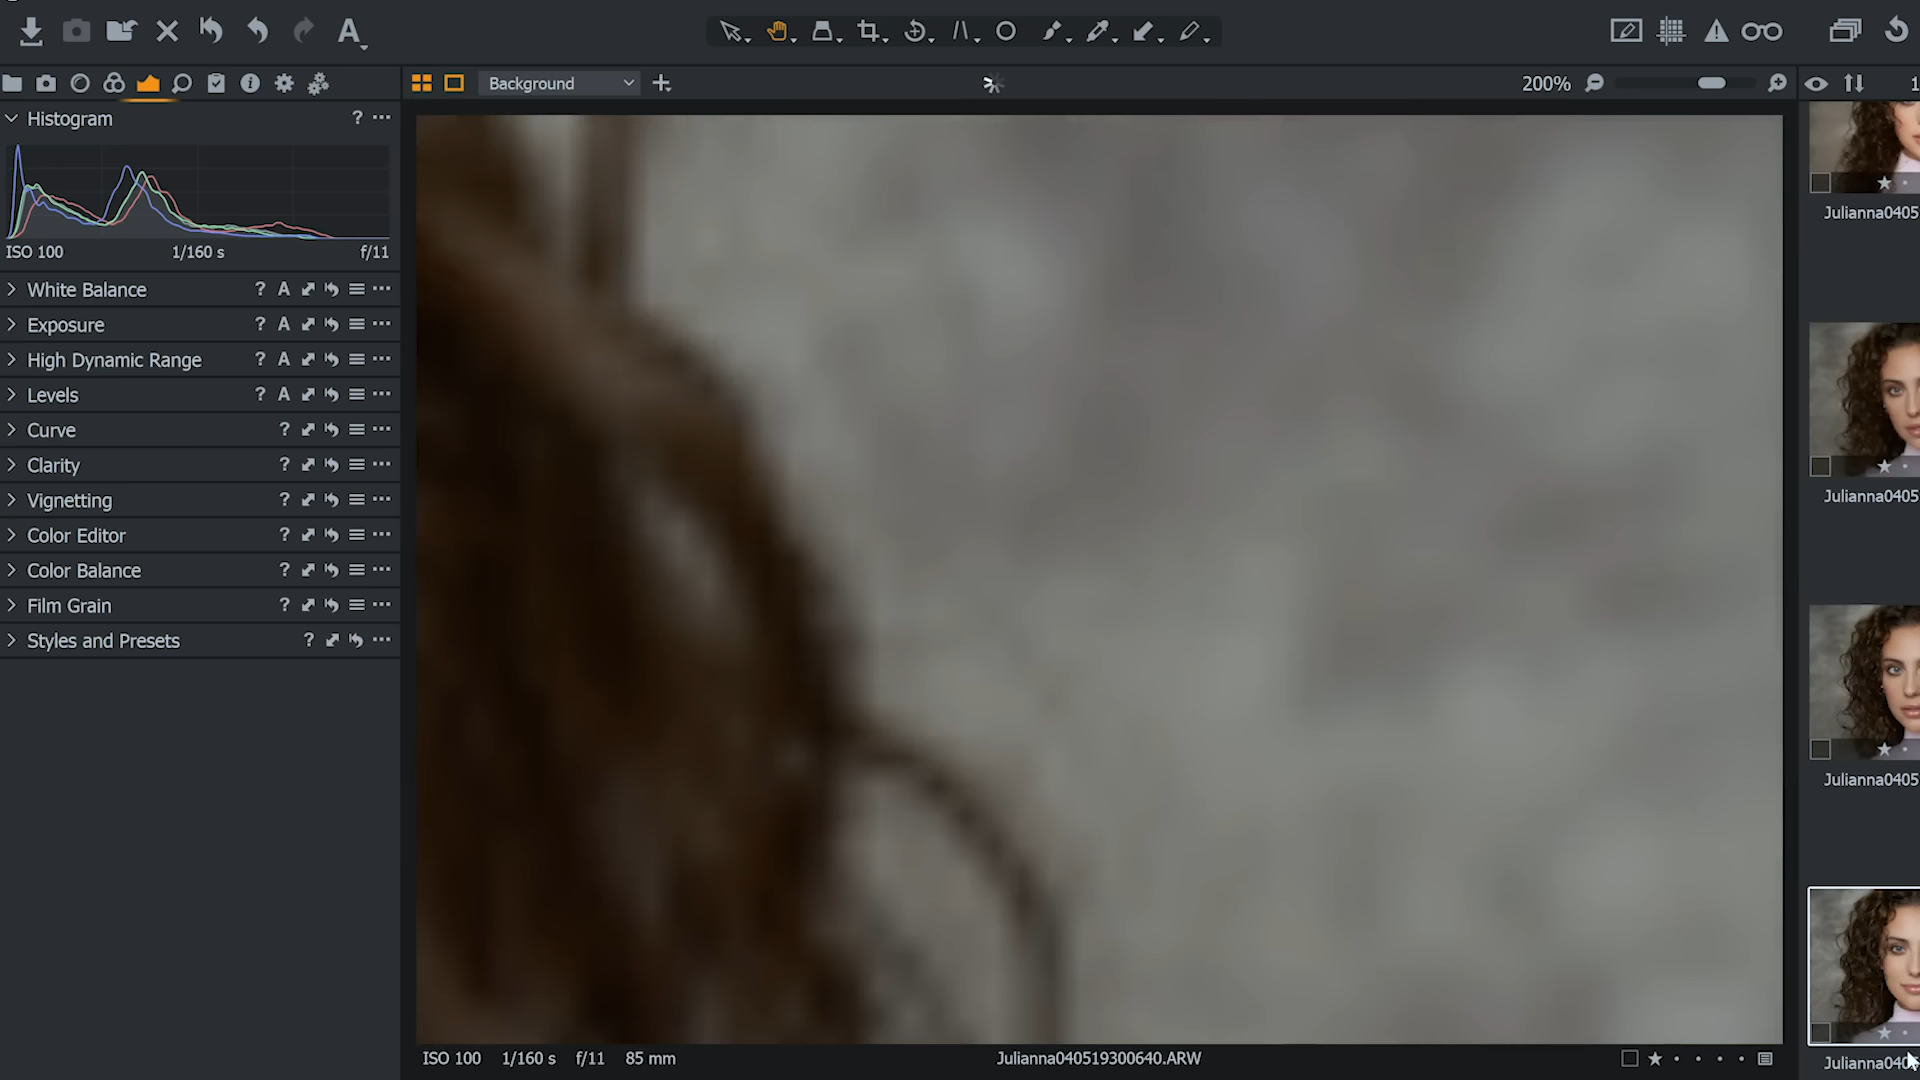 A
Background
200%
1
Histogram ?
ISO 100 1/160 s f/11
White Balance ? A
Exposure ? A
High Dynamic Range ? A
Levels ? A
Curve ?
Clarity ?
Vignetting ?
Color Editor ?
Color Balance ?
Film Grain ?
Styles and Presets ?
Julianna0405
Julianna0405
Julianna0405
Julianna040
ISO 100 1/160 s f/11 85 mm
Julianna040519300640.ARW